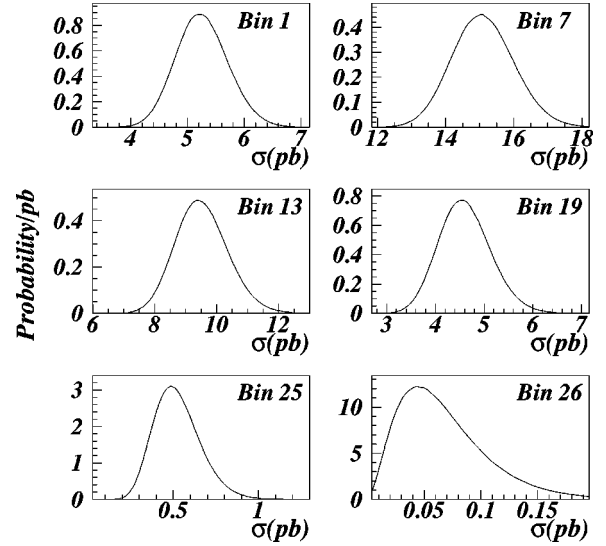 Probability/pb
Bin 1
0.8
0.6
0.4
0.2
0
4 5 6 7
σ(pb)
Bin 7
0.4
0.3
0.2
0.1
0
12 14 16 18
σ(pb)
Bin 13
0.4
0.2
0
6 8 10 12
σ(pb)
Bin 19
0.8
0.6
0.4
0.2
0
3 4 5 6 7
σ(pb)
Bin 25
3
2
1
0
0.5 1
σ(pb)
Bin 26
10
5
0
0.05 0.1 0.15
σ(pb)